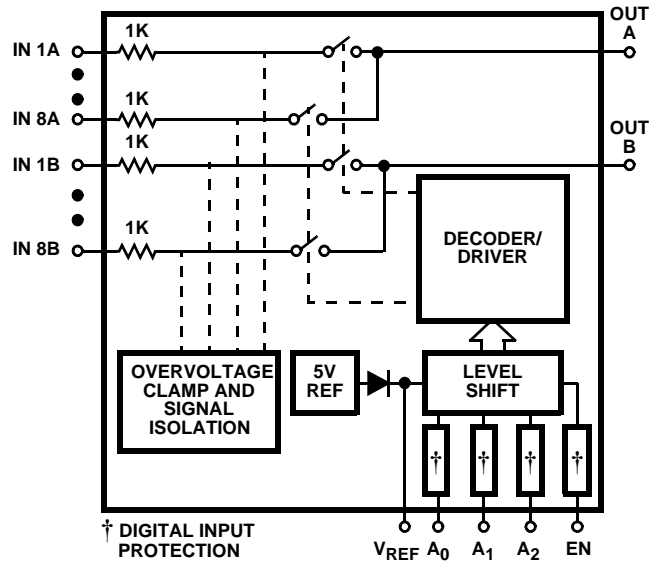 OUT
A
1K
IN 1A
1K
IN 8A
OUT
B
1K
IN 1B
1K
IN 8B
DECODER/
DRIVER
OVERVOLTAGE
CLAMP AND
SIGNAL
ISOLATION
5V
REF
LEVEL
SHIFT
† † † †
† DIGITAL INPUT
PROTECTION
VREF A0 A1 A2 EN